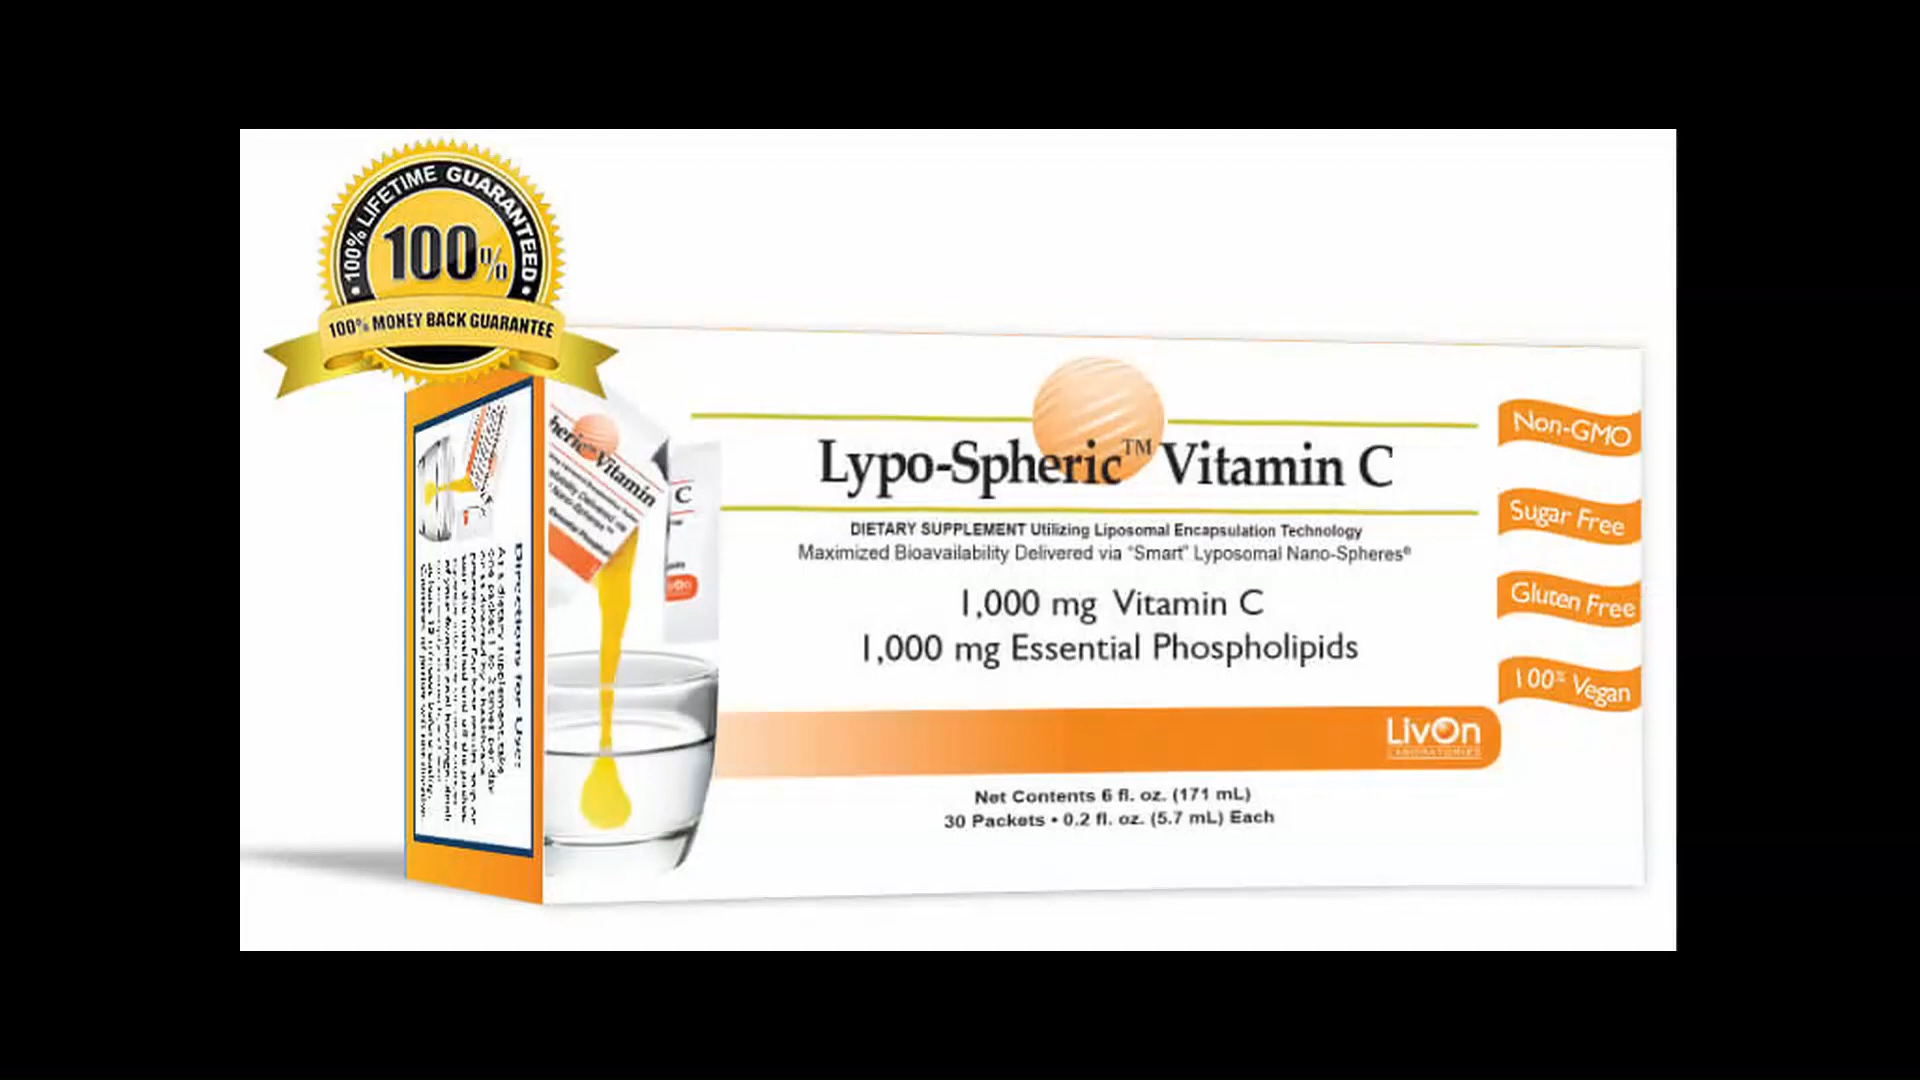 100% LIFETIME GUARANTEED
100%
100% MONEY BACK GUARANTEE
Lypo-Spheric™ Vitamin C
DIETARY SUPPLEMENT Utilizing Liposomal Encapsulation Technology
Maximized Bioavailability Delivered via "Smart" Lyposomal Nano-Spheres®
1,000 mg Vitamin C
1,000 mg Essential Phospholipids
LivOn
LABORATORIES
Net Contents 6 fl. oz. (171 mL)
30 Packets • 0.2 fl. oz. (5.7 mL) Each
Non-GMO
Sugar Free
Gluten Free
100% Vegan
heric™ Vitamin
C
Directions for Use: